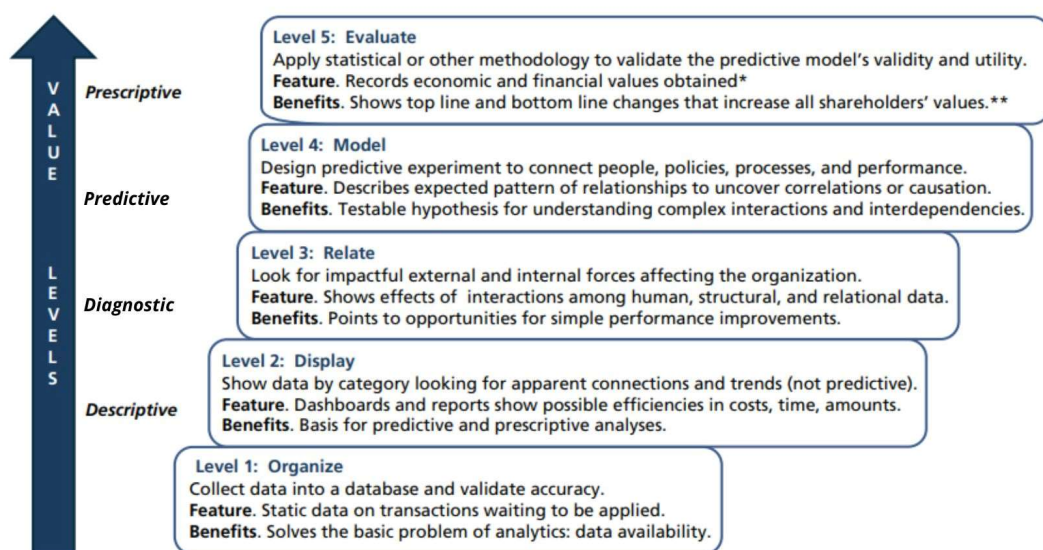 VALUE LEVELS
Prescriptive
Level 5: Evaluate
Apply statistical or other methodology to validate the predictive model's validity and utility.
Feature. Records economic and financial values obtained*
Benefits. Shows top line and bottom line changes that increase all shareholders' values.**
Predictive
Level 4: Model
Design predictive experiment to connect people, policies, processes, and performance.
Feature. Describes expected pattern of relationships to uncover correlations or causation.
Benefits. Testable hypothesis for understanding complex interactions and interdependencies.
Diagnostic
Level 3: Relate
Look for impactful external and internal forces affecting the organization.
Feature. Shows effects of interactions among human, structural, and relational data.
Benefits. Points to opportunities for simple performance improvements.
Descriptive
Level 2: Display
Show data by category looking for apparent connections and trends (not predictive).
Feature. Dashboards and reports show possible efficiencies in costs, time, amounts.
Benefits. Basis for predictive and prescriptive analyses.
Level 1: Organize
Collect data into a database and validate accuracy.
Feature. Static data on transactions waiting to be applied.
Benefits. Solves the basic problem of analytics: data availability.